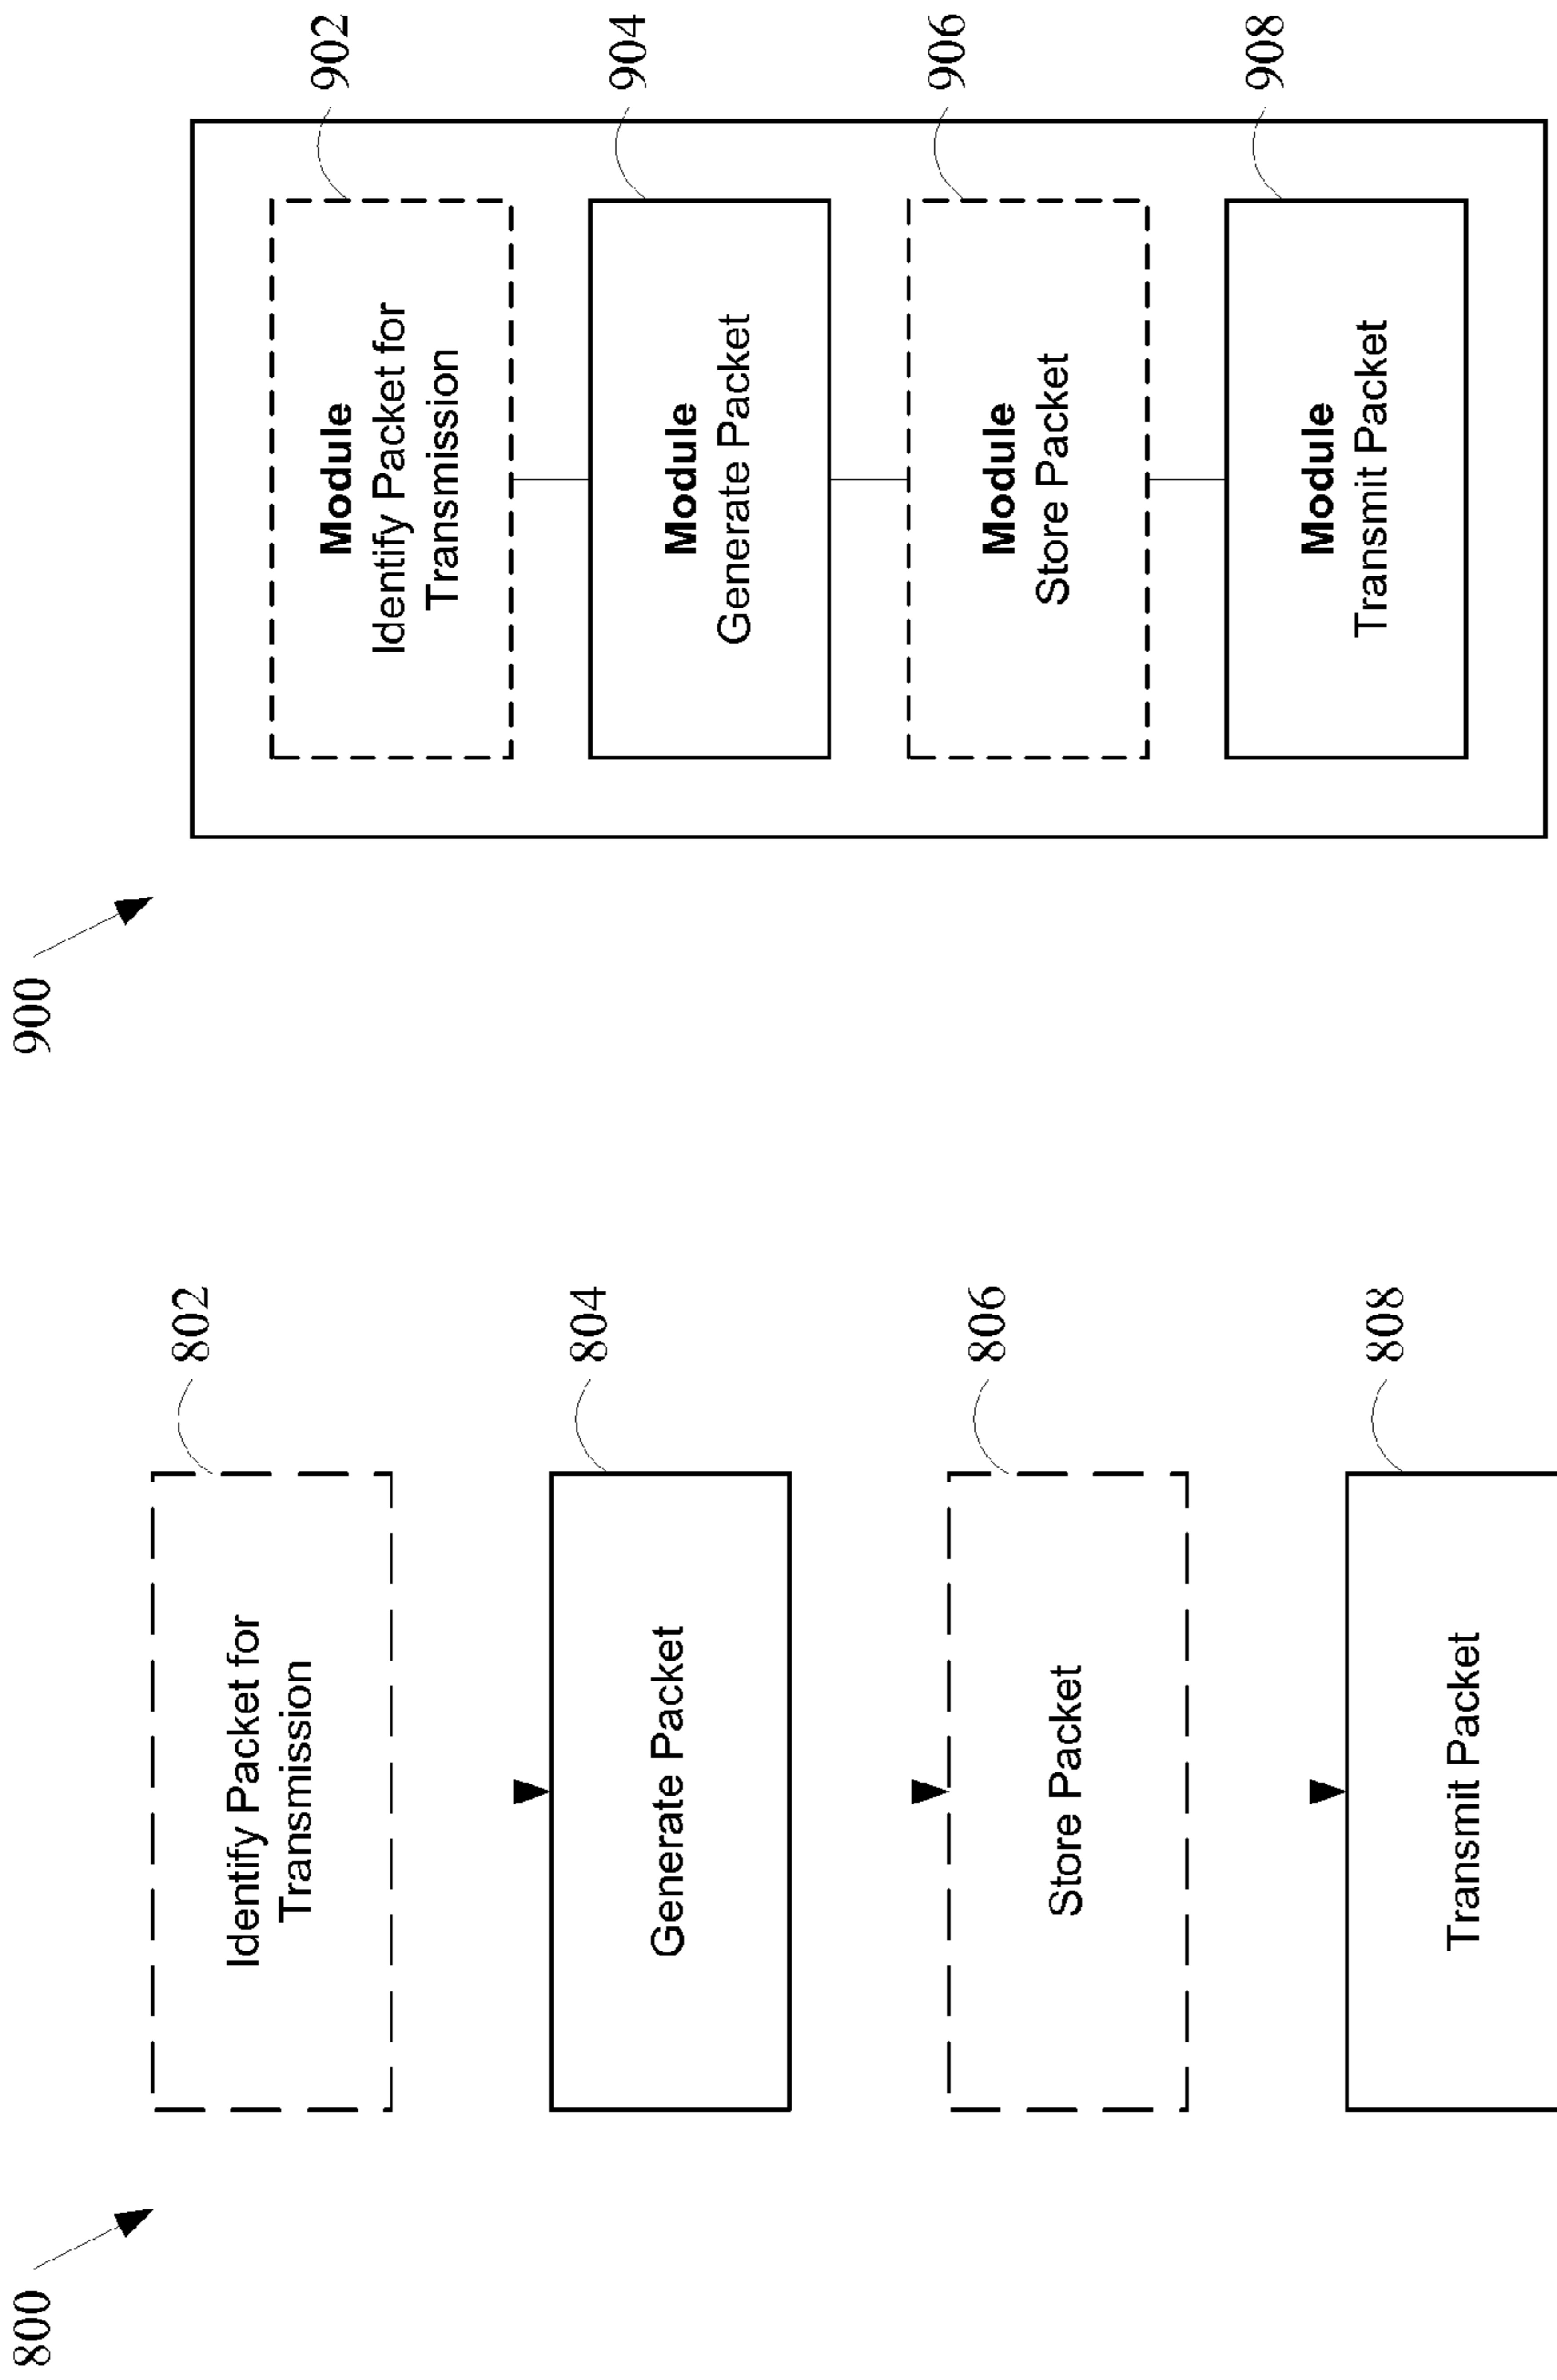 800
Identify Packet for
Transmission
802
Generate Packet
804
Store Packet
806
Transmit Packet
808
900
Module
Identify Packet for
Transmission
902
Module
Generate Packet
904
Module
Store Packet
906
Module
Transmit Packet
908